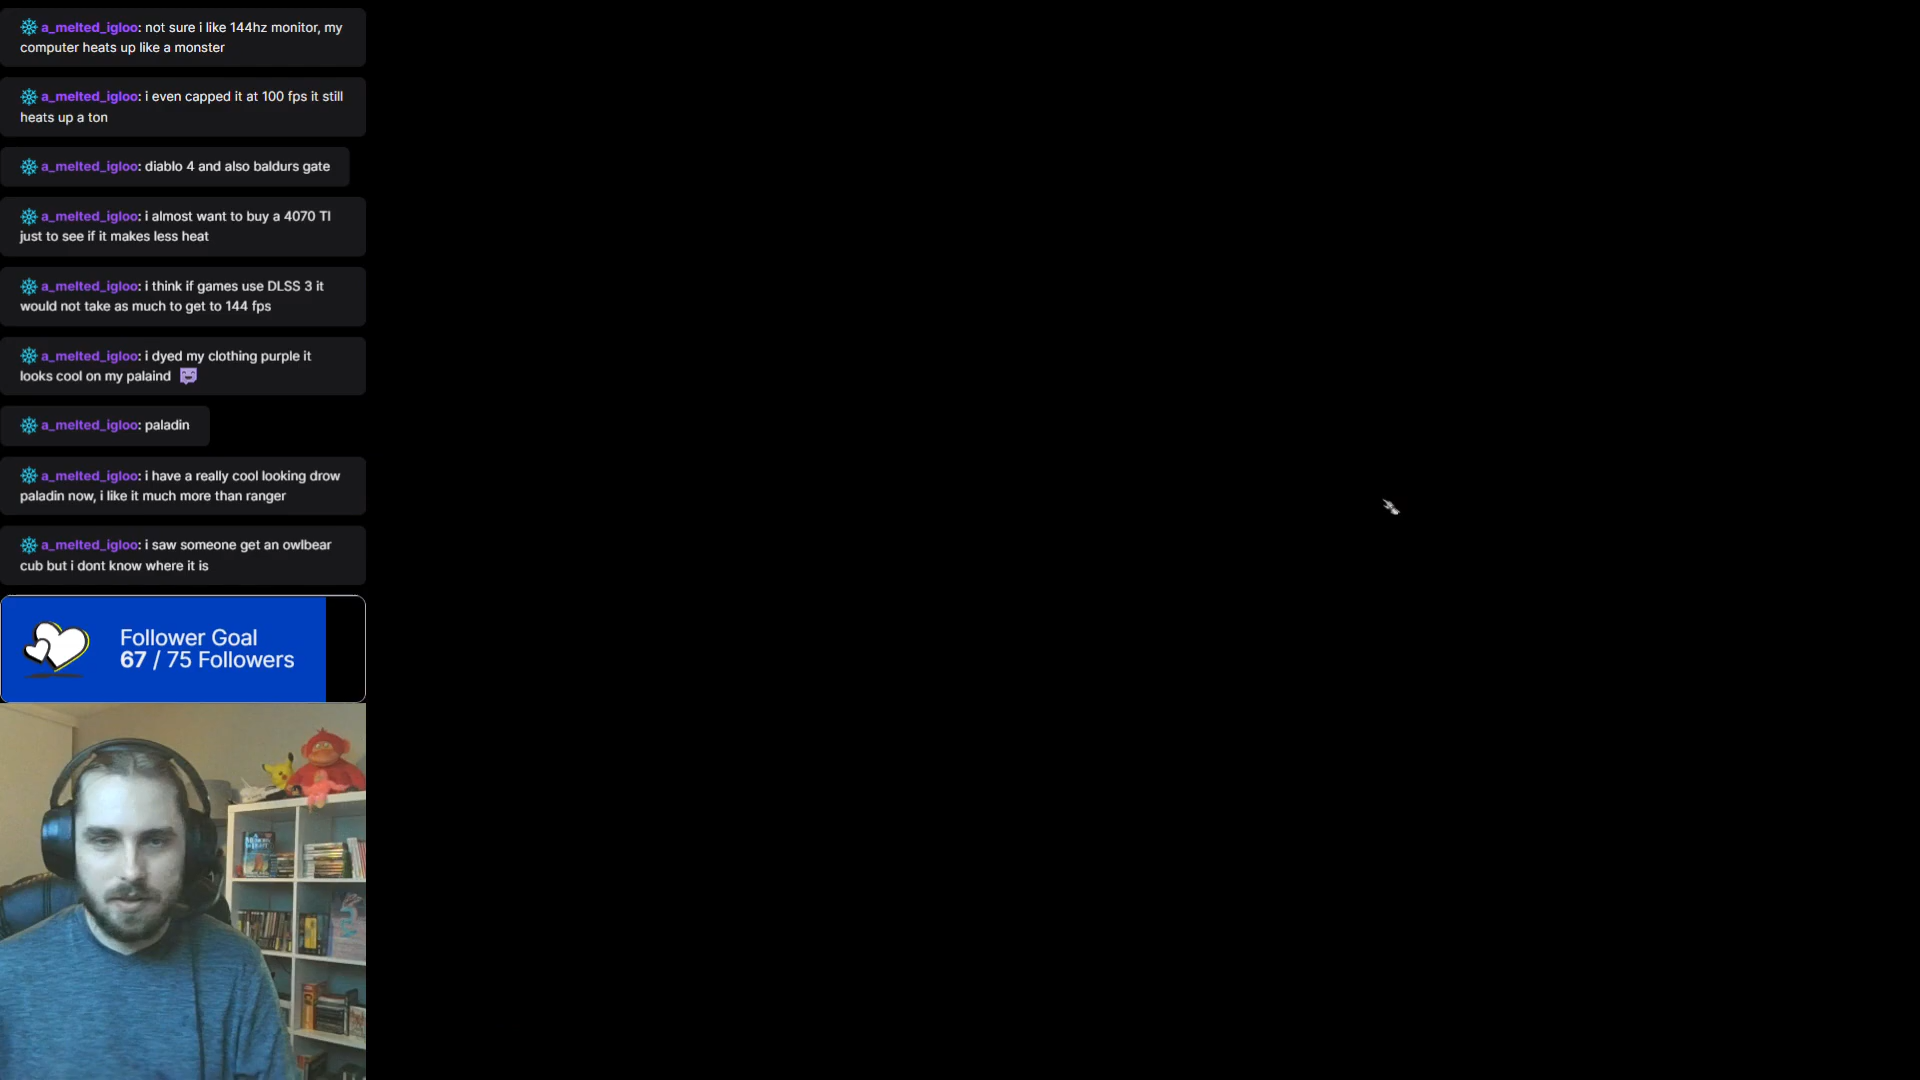 a_melted_igloo: not sure i like 144hz monitor, my
computer heats up like a monster
a_melted_igloo: i even capped it at 100 fps it still
heats up a ton
a_melted_igloo: diablo 4 and also baldurs gate
a_melted_igloo: i almost want to buy a 4070 TI
just to see if it makes less heat
a_melted_igloo: i think if games use DLSS 3 it
would not take as much to get to 144 fps
a_melted_igloo: i dyed my clothing purple it
looks cool on my palaind
a_melted_igloo: paladin
a_melted_igloo: i have a really cool looking drow
paladin now, i like it much more than ranger
a_melted_igloo: i saw someone get an owlbear
cub but i dont know where it is
Follower Goal
67 / 75 Followers